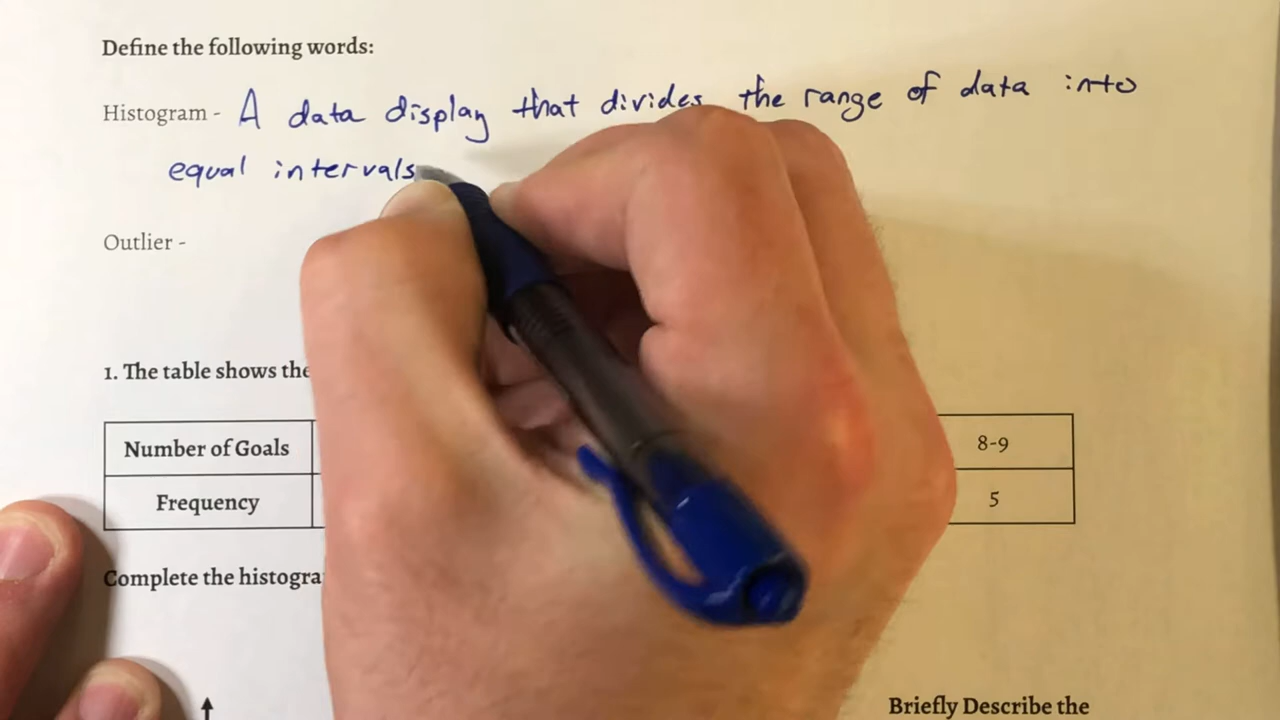 Define the following words:
Histogram - A data display that divides the range of data into
equal intervals
Outlier -
1. The table shows the
Number of Goals 8-9
Frequency 5
Complete the histogra
Briefly Describe the